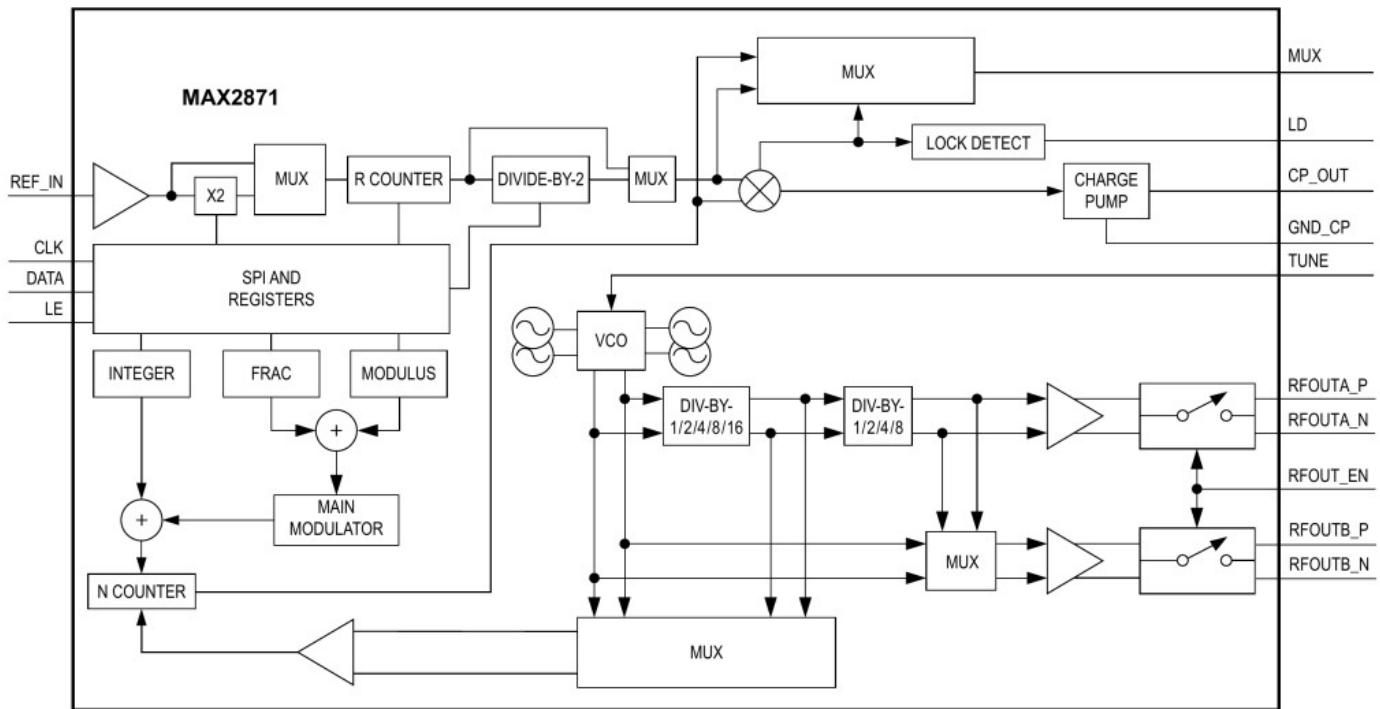 MUX
MUX
MAX2871
LD
LOCK DETECT
REF_IN
X2
MUX
R COUNTER
DIVIDE-BY-2
MUX
CHARGE
PUMP
CP_OUT
GND_CP
CLK
DATA
LE
SPI AND
REGISTERS
TUNE
VCO
INTEGER
FRAC
MODULUS
DIV-BY-
1/2/4/8/16
DIV-BY-
1/2/4/8
RFOUTA_P
RFOUTA_N
+
RFOUT_EN
MAIN
MODULATOR
+
RFOUTB_P
MUX
RFOUTB_N
N COUNTER
MUX